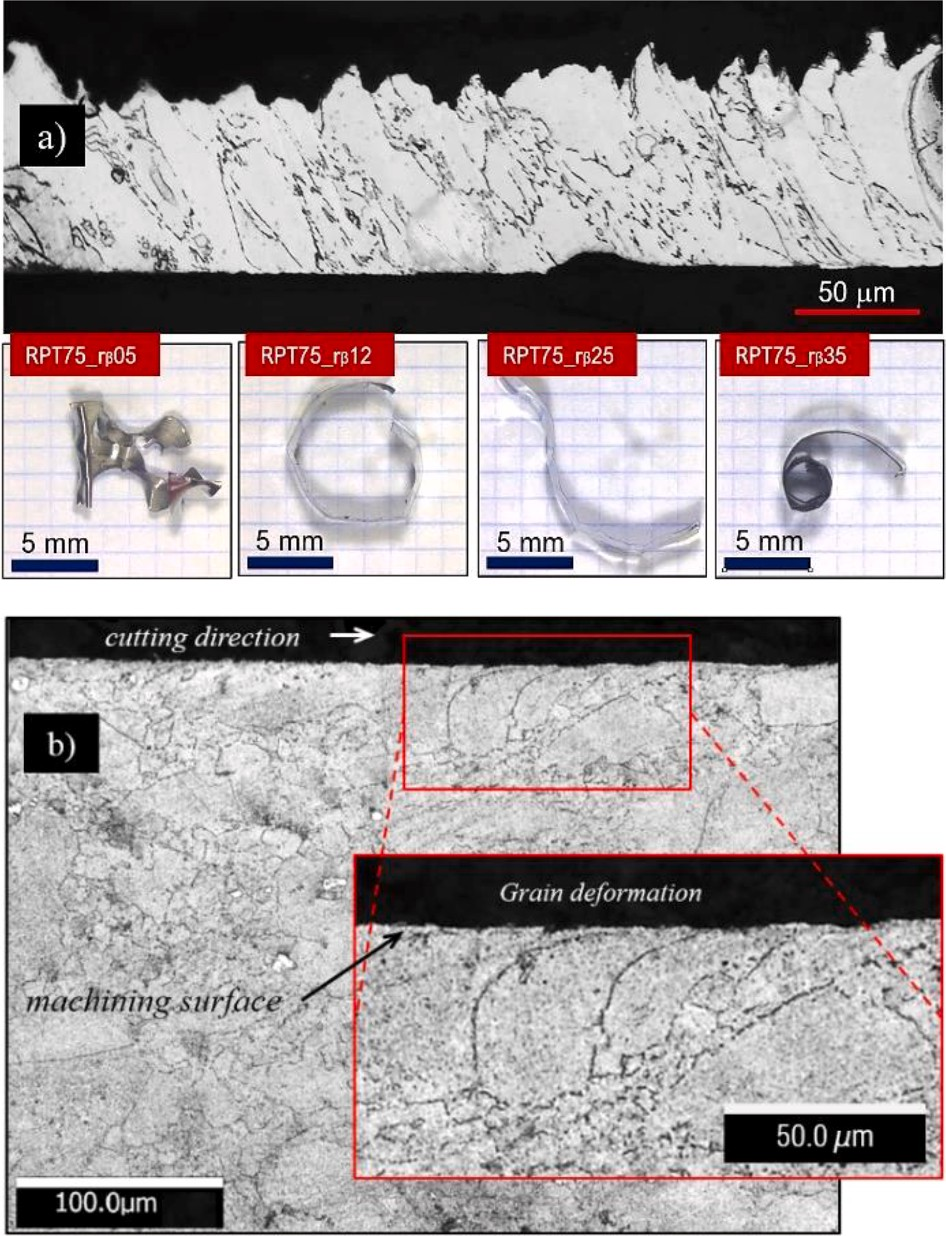 a)
50 μm
RPT75_rβ05
RPT75_rβ12
RPT75_rβ25
RPT75_rβ35
5 mm
5 mm
5 mm
5 mm
cutting direction
b)
Grain deformation
machining surface
50.0 μm
100.0μm